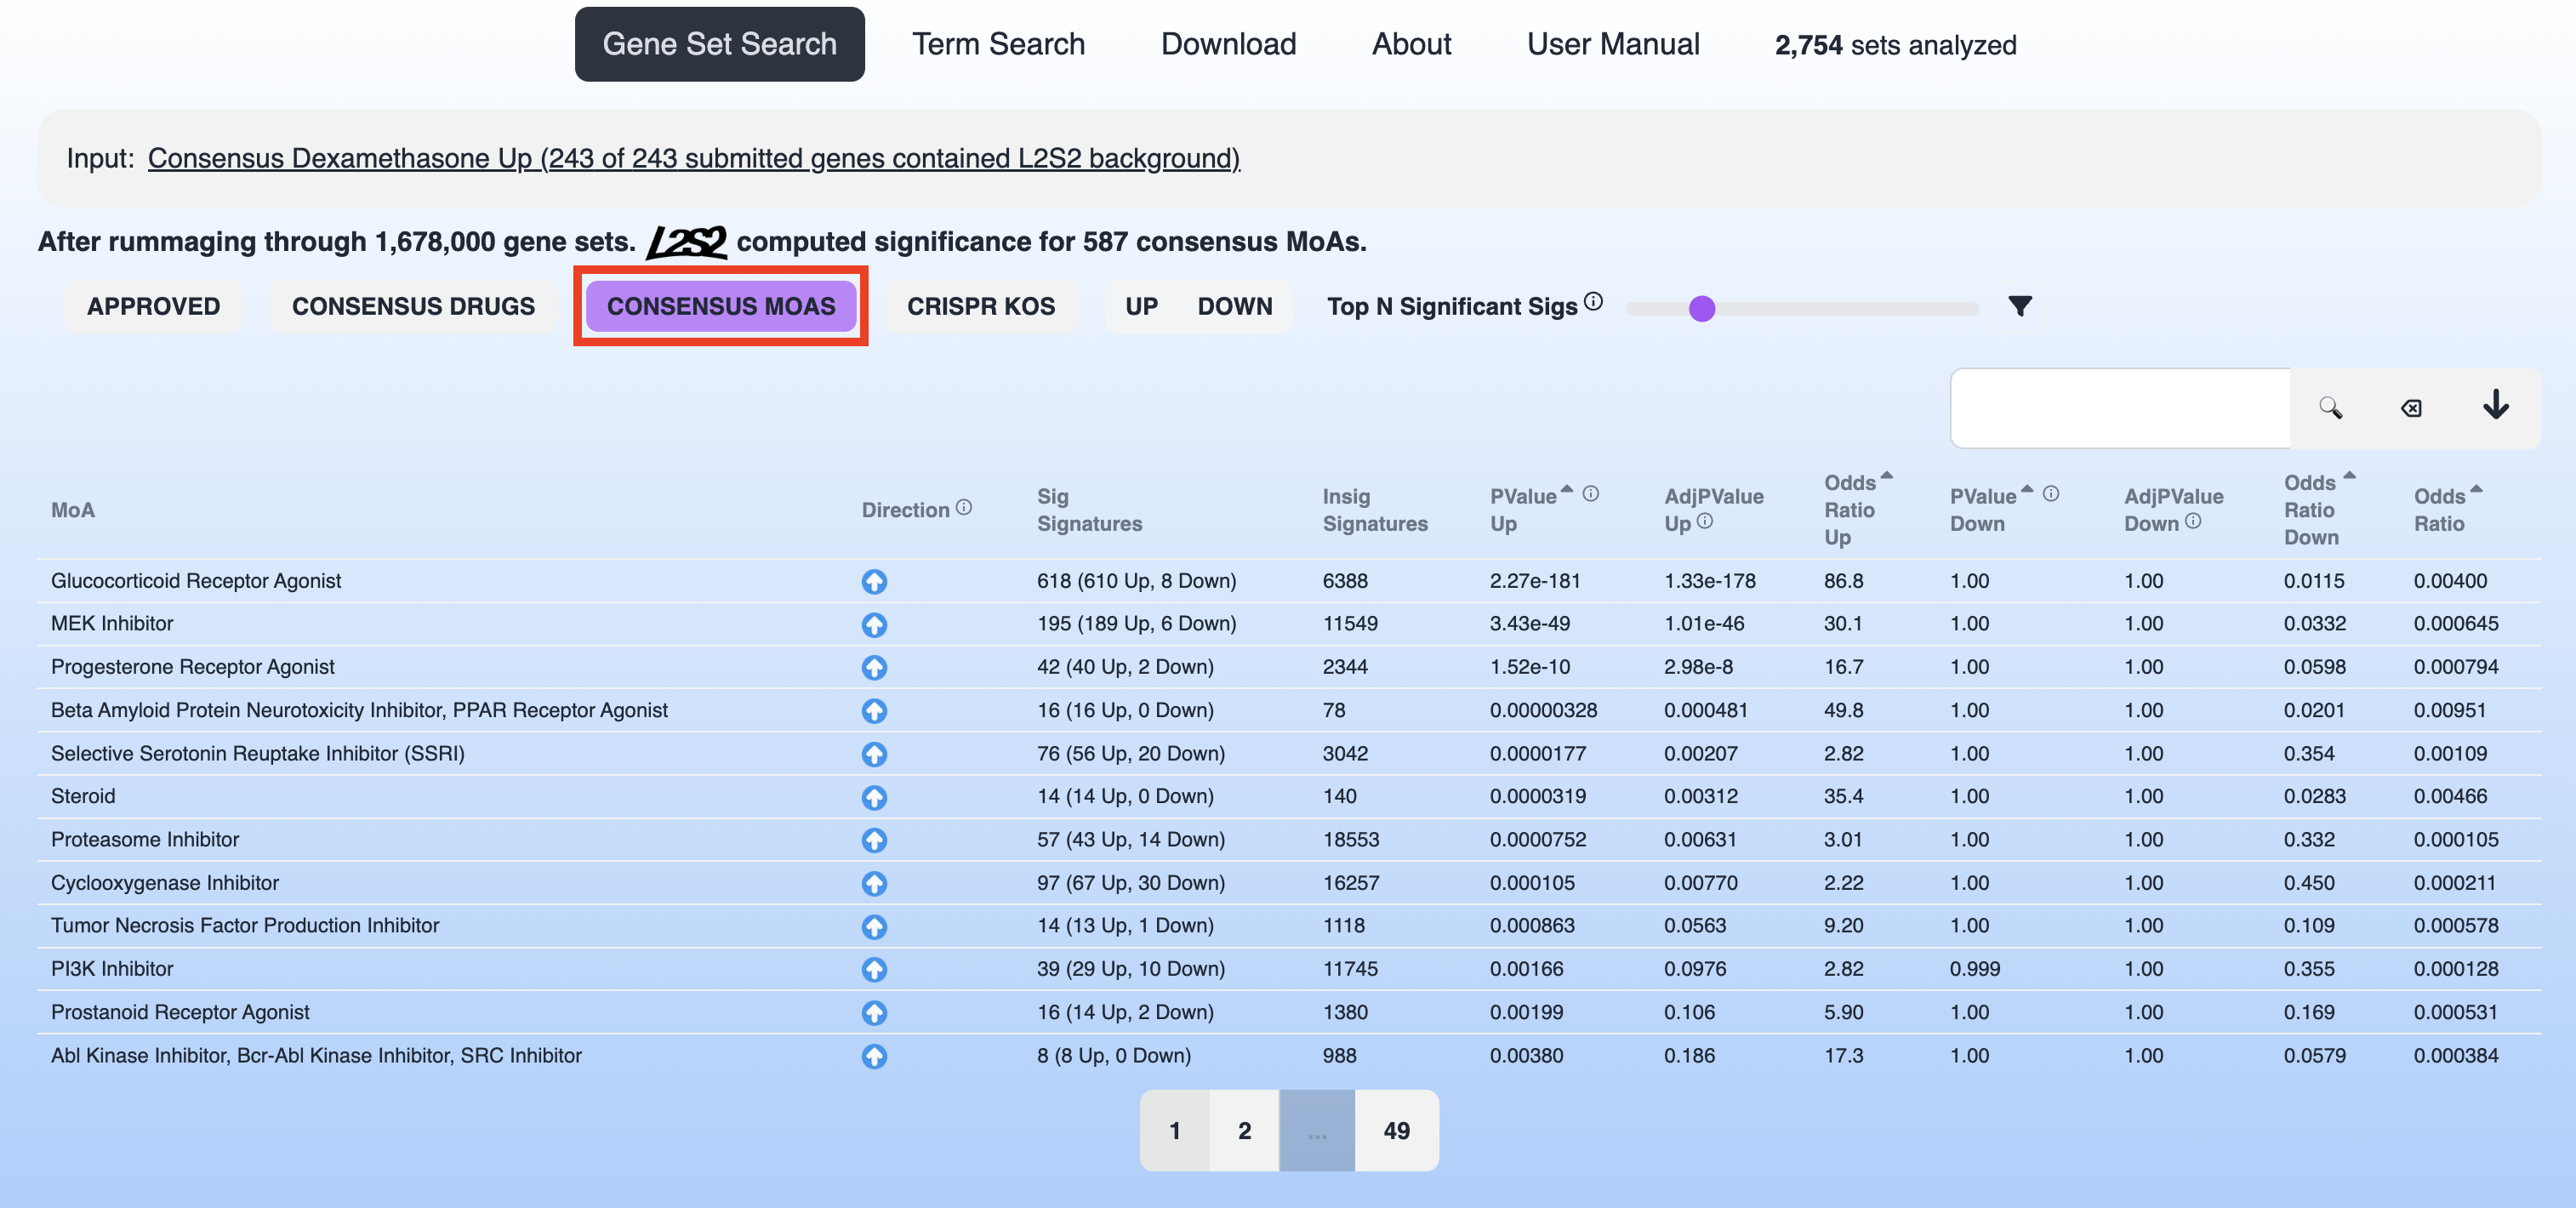 Gene Set Search Term Search Download About User Manual 2,754 sets analyzed
Input: Consensus Dexamethasone Up (243 of 243 submitted genes contained L2S2 background)
After rummaging through 1,678,000 gene sets. L2S2 computed significance for 587 consensus MoAs.
APPROVED CONSENSUS DRUGS CONSENSUS MOAS CRISPR KOS UP DOWN Top N Significant Sigs
MoA Direction Sig Signatures Insig Signatures PValue Up AdjPValue Up Odds Ratio Up PValue Down AdjPValue Down Odds Ratio Down Odds Ratio
Glucocorticoid Receptor Agonist 618 (610 Up, 8 Down) 6388 2.27e-181 1.33e-178 86.8 1.00 1.00 0.0115 0.00400
MEK Inhibitor 195 (189 Up, 6 Down) 11549 3.43e-49 1.01e-46 30.1 1.00 1.00 0.0332 0.000645
Progesterone Receptor Agonist 42 (40 Up, 2 Down) 2344 1.52e-10 2.98e-8 16.7 1.00 1.00 0.0598 0.000794
Beta Amyloid Protein Neurotoxicity Inhibitor, PPAR Receptor Agonist 16 (16 Up, 0 Down) 78 0.00000328 0.000481 49.8 1.00 1.00 0.0201 0.00951
Selective Serotonin Reuptake Inhibitor (SSRI) 76 (56 Up, 20 Down) 3042 0.0000177 0.00207 2.82 1.00 1.00 0.354 0.00109
Steroid 14 (14 Up, 0 Down) 140 0.0000319 0.00312 35.4 1.00 1.00 0.0283 0.00466
Proteasome Inhibitor 57 (43 Up, 14 Down) 18553 0.0000752 0.00631 3.01 1.00 1.00 0.332 0.000105
Cyclooxygenase Inhibitor 97 (67 Up, 30 Down) 16257 0.000105 0.00770 2.22 1.00 1.00 0.450 0.000211
Tumor Necrosis Factor Production Inhibitor 14 (13 Up, 1 Down) 1118 0.000863 0.0563 9.20 1.00 1.00 0.109 0.000578
PI3K Inhibitor 39 (29 Up, 10 Down) 11745 0.00166 0.0976 2.82 0.999 1.00 0.355 0.000128
Prostanoid Receptor Agonist 16 (14 Up, 2 Down) 1380 0.00199 0.106 5.90 1.00 1.00 0.169 0.000531
Abl Kinase Inhibitor, Bcr-Abl Kinase Inhibitor, SRC Inhibitor 8 (8 Up, 0 Down) 988 0.00380 0.186 17.3 1.00 1.00 0.0579 0.000384
1 2 ... 49